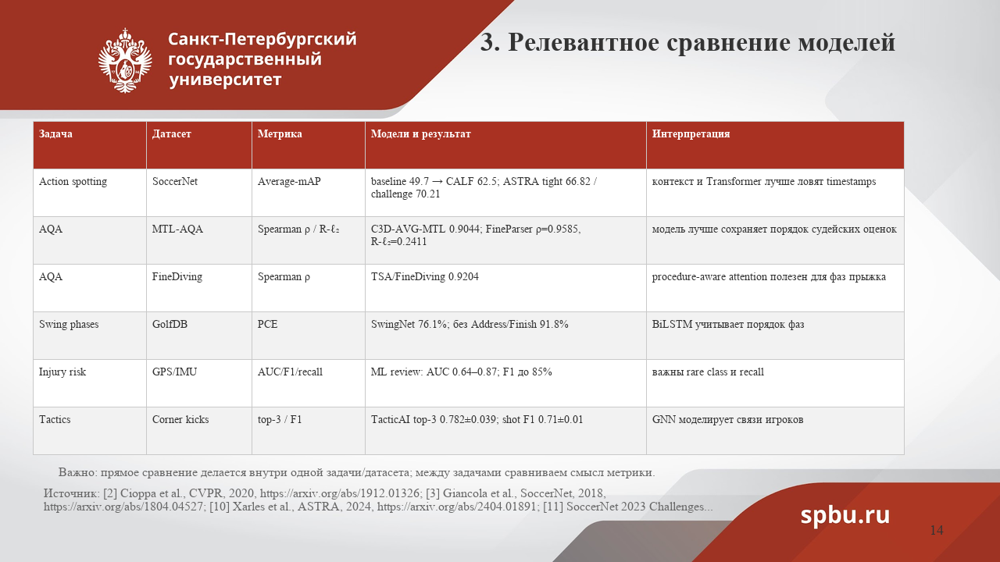 Санкт-Петербургский
государственный
университет
3. Релевантное сравнение моделей
Задача Датасет Метрика Модели и результат Интерпретация
Action spotting SoccerNet Average-mAP baseline 49.7 → CALF 62.5; ASTRA tight 66.82 / контекст и Transformer лучше ловят timestamps
challenge 70.21
AQA MTL-AQA Spearman ρ / R-ℓ₂ C3D-AVG-MTL 0.9044; FineParser ρ=0.9585, модель лучше сохраняет порядок судейских оценок
R-ℓ₂=0.2411
AQA FineDiving Spearman ρ TSA/FineDiving 0.9204 procedure-aware attention полезен для фаз прыжка
Swing phases GolfDB PCE SwingNet 76.1%; без Address/Finish 91.8% BiLSTM учитывает порядок фаз
Injury risk GPS/IMU AUC/F1/recall ML review: AUC 0.64–0.87; F1 до 85% важны rare class и recall
Tactics Corner kicks top-3 / F1 TacticAI top-3 0.782±0.039; shot F1 0.71±0.01 GNN моделирует связи игроков
Важно: прямое сравнение делается внутри одной задачи/датасета; между задачами сравниваем смысл метрики.
Источник: [2] Cioppa et al., CVPR, 2020, https://arxiv.org/abs/1912.01326; [3] Giancola et al., SoccerNet, 2018,
https://arxiv.org/abs/1804.04527; [10] Xarles et al., ASTRA, 2024, https://arxiv.org/abs/2404.01891; [11] SoccerNet 2023 Challenges...
spbu.ru
14